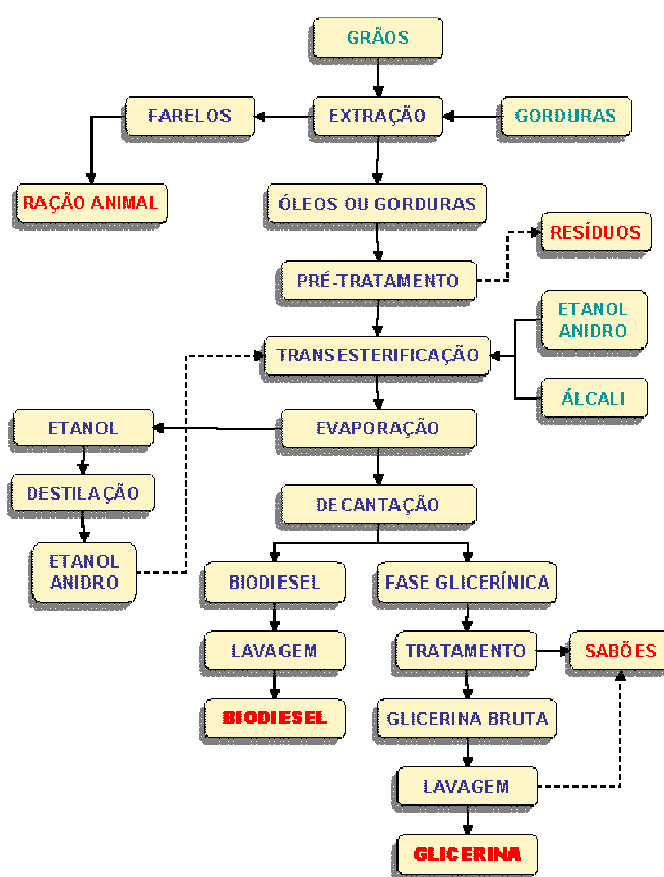 GRÃOS
FARELOS
EXTRAÇÃO
GORDURAS
RAÇÃO ANIMAL
ÓLEOS OU GORDURAS
RESÍDUOS
PRÉ-TRATAMENTO
ETANOL
ANIDRO
TRANSESTERIFICAÇÃO
ÁLCALI
ETANOL
EVAPORAÇÃO
DESTILAÇÃO
DECANTAÇÃO
ETANOL
ANIDRO
BIODIESEL
FASE GLICERÍNICA
LAVAGEM
TRATAMENTO
SABÕES
BIODIESEL
GLICERINA BRUTA
LAVAGEM
GLICERINA